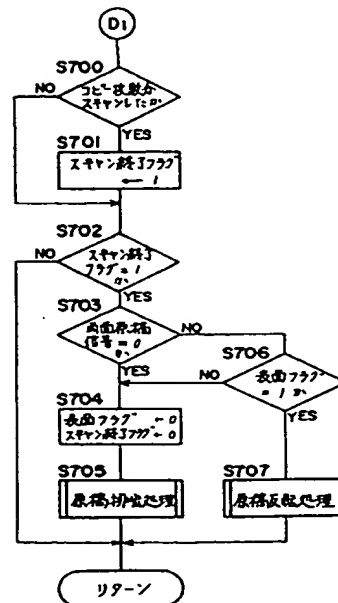 D1
S700
コピー枚数分
スキャンしたか
NO
YES
S701
スキャン終了フラグ
← 1
S702
スキャン終了
フラグ=1
か
NO
YES
S703
両面原稿
信号=0
か
NO
YES
S706
表面フラグ
=1か
NO
YES
S704
表面フラグ ←0
スキャン終了フラグ←0
S705
原稿排出処理
S707
原稿反転処理
リターン